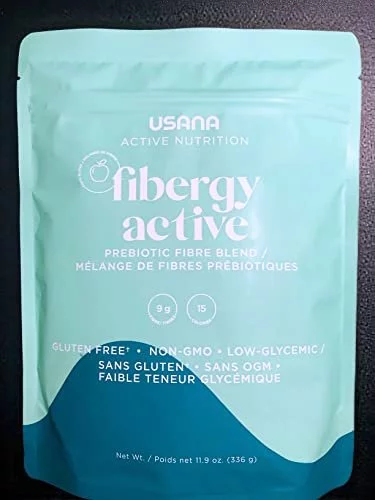 USANA
ACTIVE NUTRITION
fibergy
active
PREBIOTIC FIBRE BLEND /
MÉLANGE DE FIBRES PRÉBIOTIQUES
9 g
15
GLUTEN FREE† • NON-GMO • LOW-GLYCEMIC /
SANS GLUTEN† • SANS OGM •
FAIBLE TENEUR GLYCÉMIQUE
Net Wt. / Poids net 11.9 oz. (336 g)